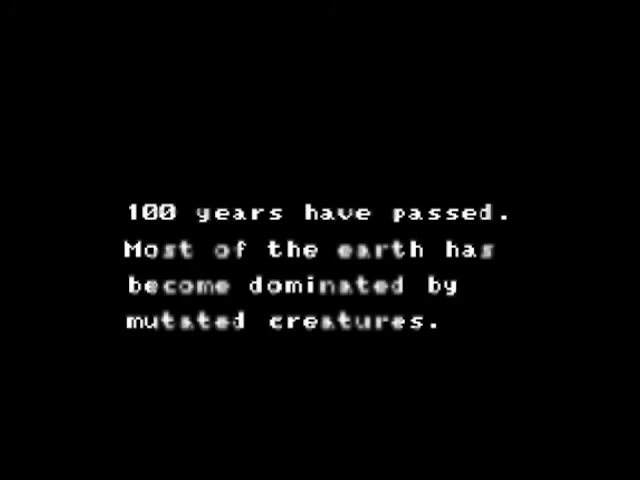 100 years have passed.
Most of the earth has
become dominated by
mutated creatures.